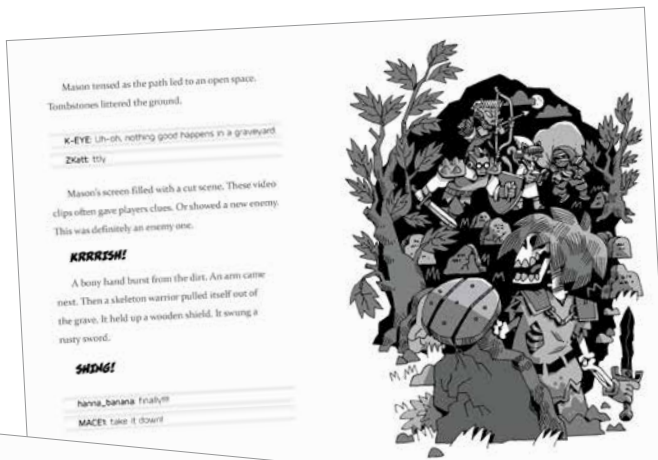 Mason tensed as the path led to an open space.
Tombstones littered the ground.
K-EYE: Uh-oh, nothing good happens in a graveyard
ZKatt: ttly
Mason's screen filled with a cut scene. These video
clips often gave players clues. Or showed a new enemy.
This was definitely an enemy one.
KRRRISH!
A bony hand burst from the dirt. An arm came
next. Then a skeleton warrior pulled itself out of
the grave. It held up a wooden shield. It swung a
rusty sword.
SHING!
hanna_banana: finally!!!!
MACE1: take it down!